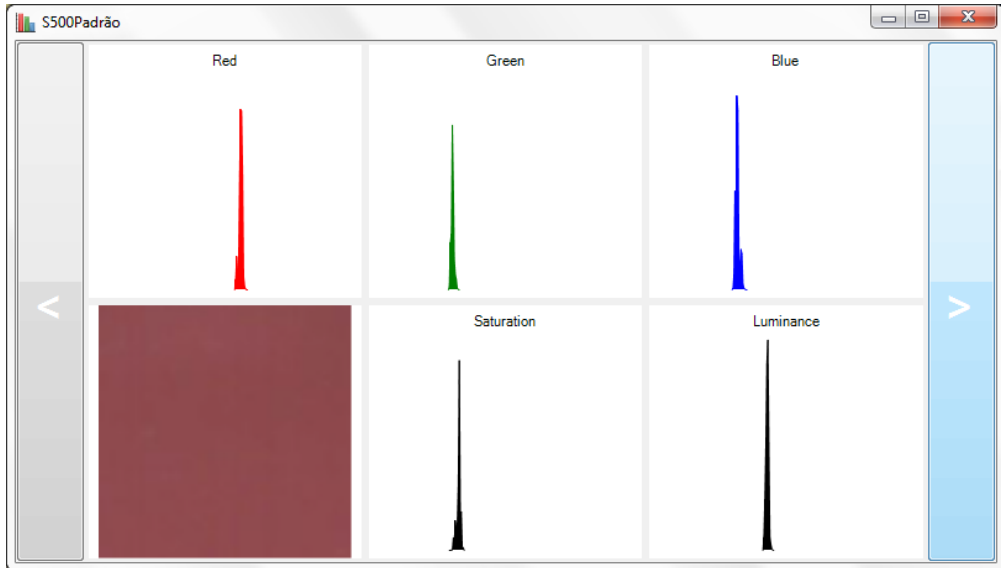 S500Padrão
Red
Green
Blue
<
>
Saturation
Luminance